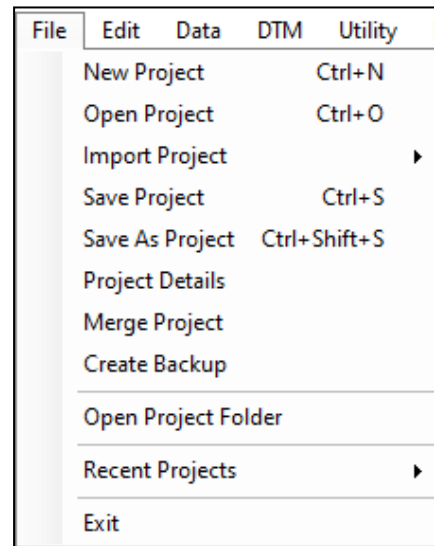 File Edit Data DTM Utility
New Project Ctrl+N
Open Project Ctrl+O
Import Project
Save Project Ctrl+S
Save As Project Ctrl+Shift+S
Project Details
Merge Project
Create Backup
Open Project Folder
Recent Projects
Exit